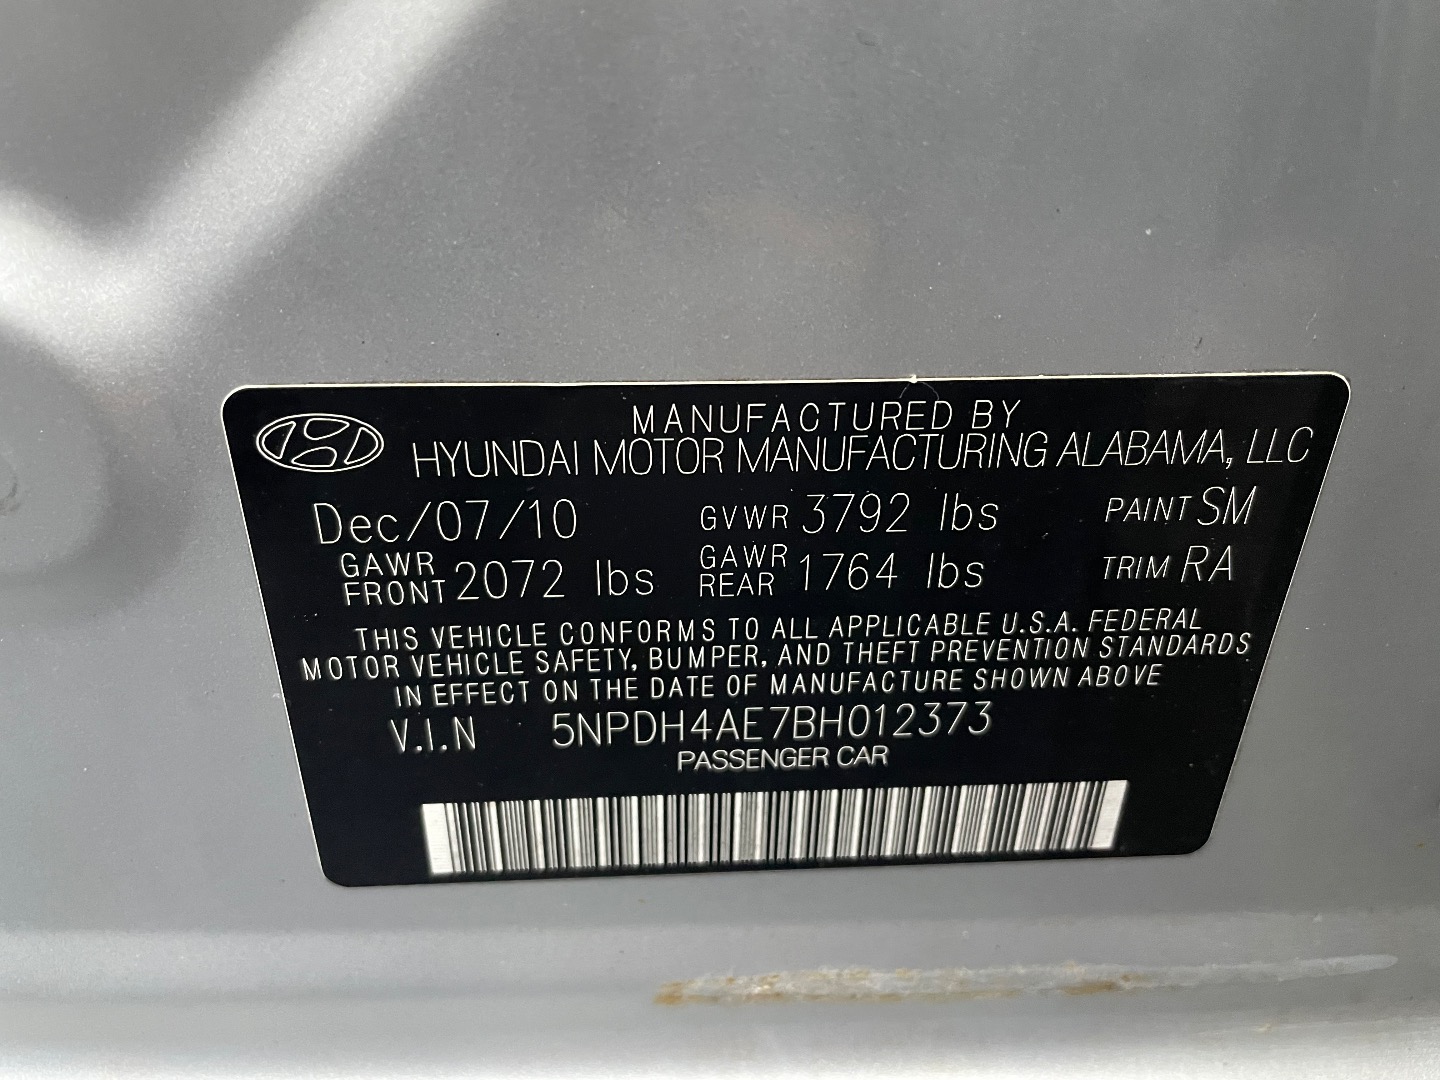 MANUFACTURED BY
HYUNDAI MOTOR MANUFACTURING ALABAMA, LLC
Dec/07/10 GVWR 3792 lbs PAINT SM
GAWR FRONT 2072 lbs GAWR REAR 1764 lbs TRIM RA
THIS VEHICLE CONFORMS TO ALL APPLICABLE U.S.A. FEDERAL
MOTOR VEHICLE SAFETY, BUMPER, AND THEFT PREVENTION STANDARDS
IN EFFECT ON THE DATE OF MANUFACTURE SHOWN ABOVE
V.I.N 5NPDH4AE7BH012373
PASSENGER CAR